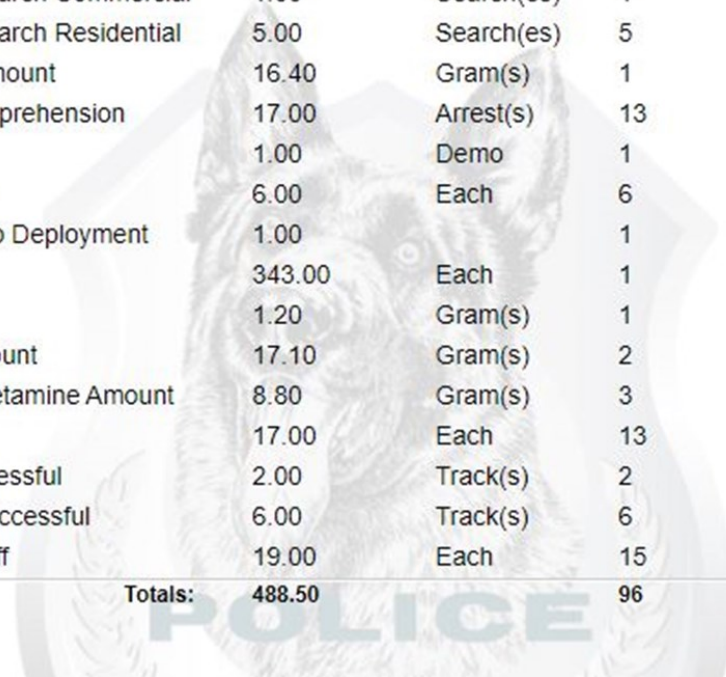 arch Residential 5.00 Search(es) 5
nount 16.40 Gram(s) 1
prehension 17.00 Arrest(s) 13
1.00 Demo 1
6.00 Each 6
o Deployment 1.00 1
343.00 Each 1
1.20 Gram(s) 1
unt 17.10 Gram(s) 2
etamine Amount 8.80 Gram(s) 3
17.00 Each 13
essful 2.00 Track(s) 2
ccessful 6.00 Track(s) 6
ff 19.00 Each 15
Totals: 488.50 96
POLICE